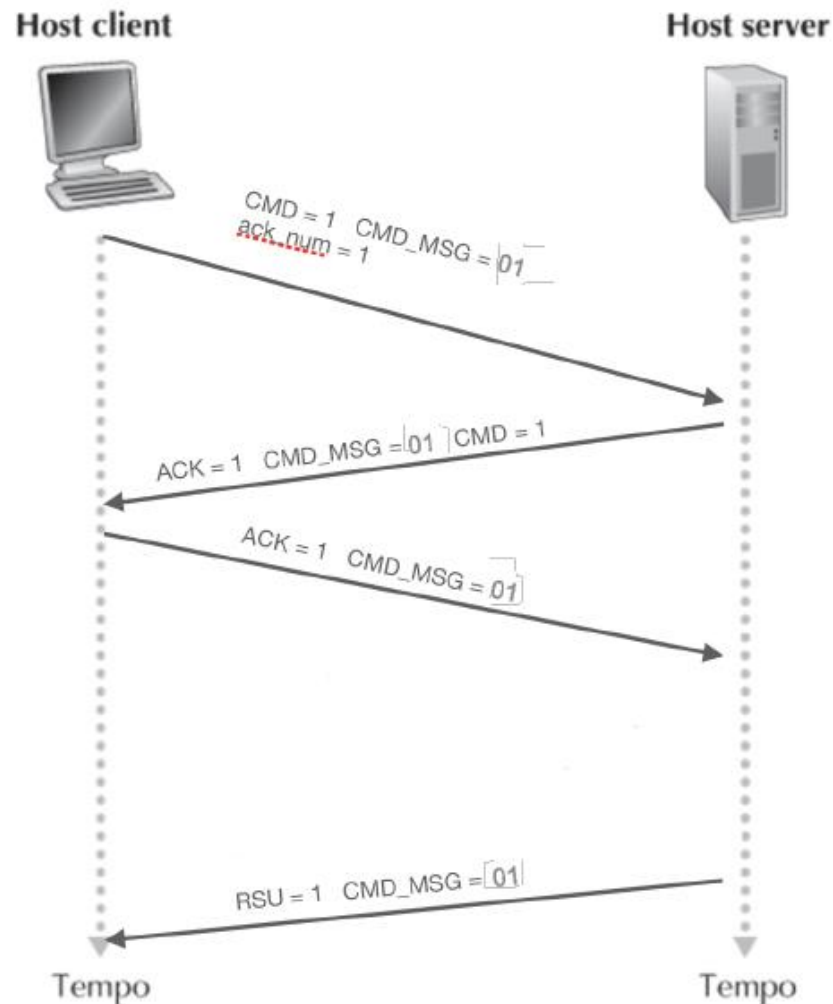 Host client
Host server
CMD = 1 CMD_MSG = 01
ack_num = 1
ACK = 1 CMD_MSG = 01 CMD = 1
ACK = 1 CMD_MSG = 01
RSU = 1 CMD_MSG = 01
Tempo
Tempo